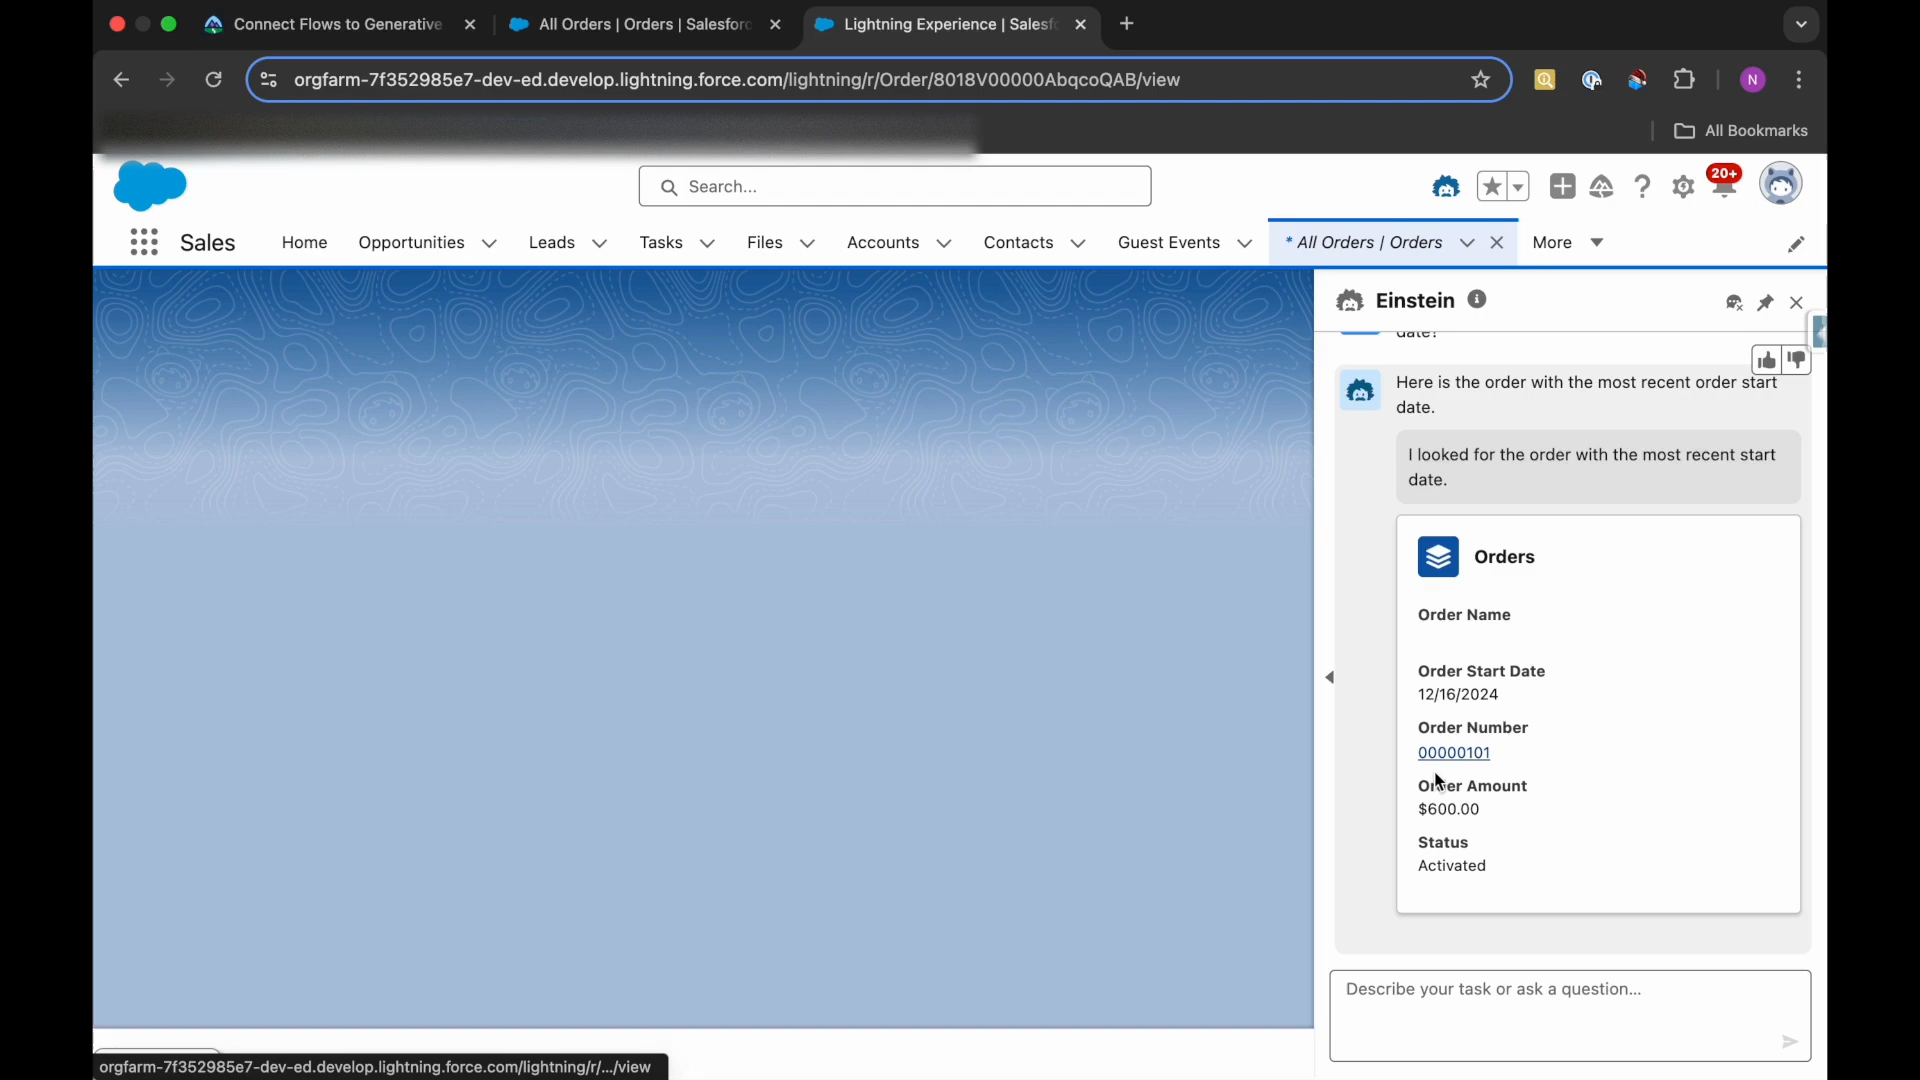 Connect Flows to Generative
All Orders | Orders | Salesforc
Lightning Experience | Salesf
orgfarm-7f352985e7-dev-ed.develop.lightning.force.com/lightning/r/Order/8018V00000AbqcoQAB/view
N
All Bookmarks
Search...
20+
Sales
Home
Opportunities
Leads
Tasks
Files
Accounts
Contacts
Guest Events
* All Orders | Orders
More
Einstein
date?
Here is the order with the most recent order start
date.
I looked for the order with the most recent start
date.
Orders
Order Name
Order Start Date
12/16/2024
Order Number
00000101
Order Amount
$600.00
Status
Activated
Describe your task or ask a question...
orgfarm-7f352985e7-dev-ed.develop.lightning.force.com/lightning/r/.../view